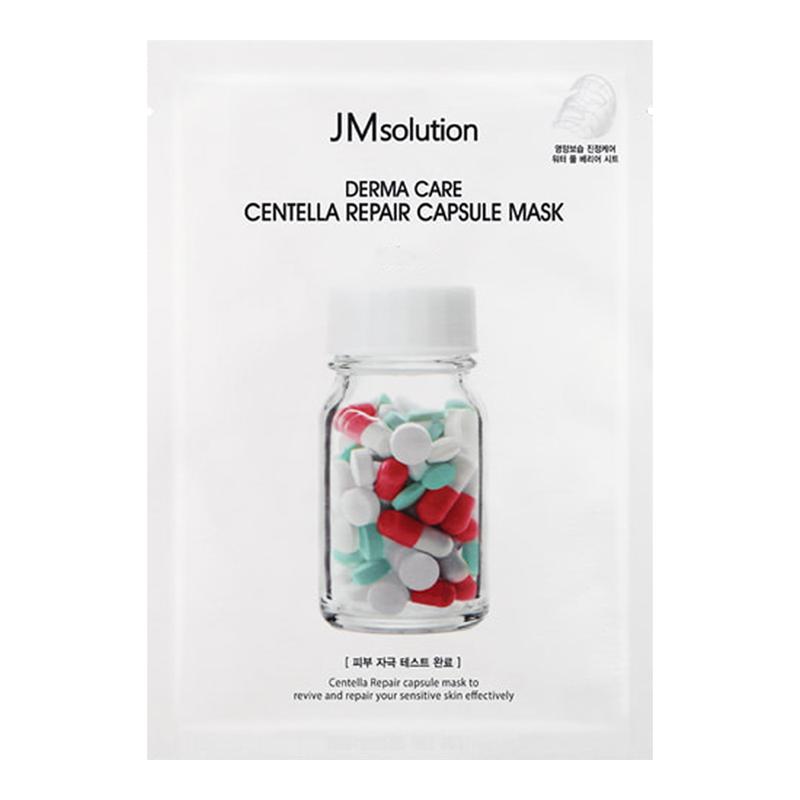 JMsolution
영양보습 진정케어
워터 풀 베리어 시트
DERMA CARE
CENTELLA REPAIR CAPSULE MASK
[ 피부 자극 테스트 완료 ]
Centella Repair capsule mask to
revive and repair your sensitive skin effectively